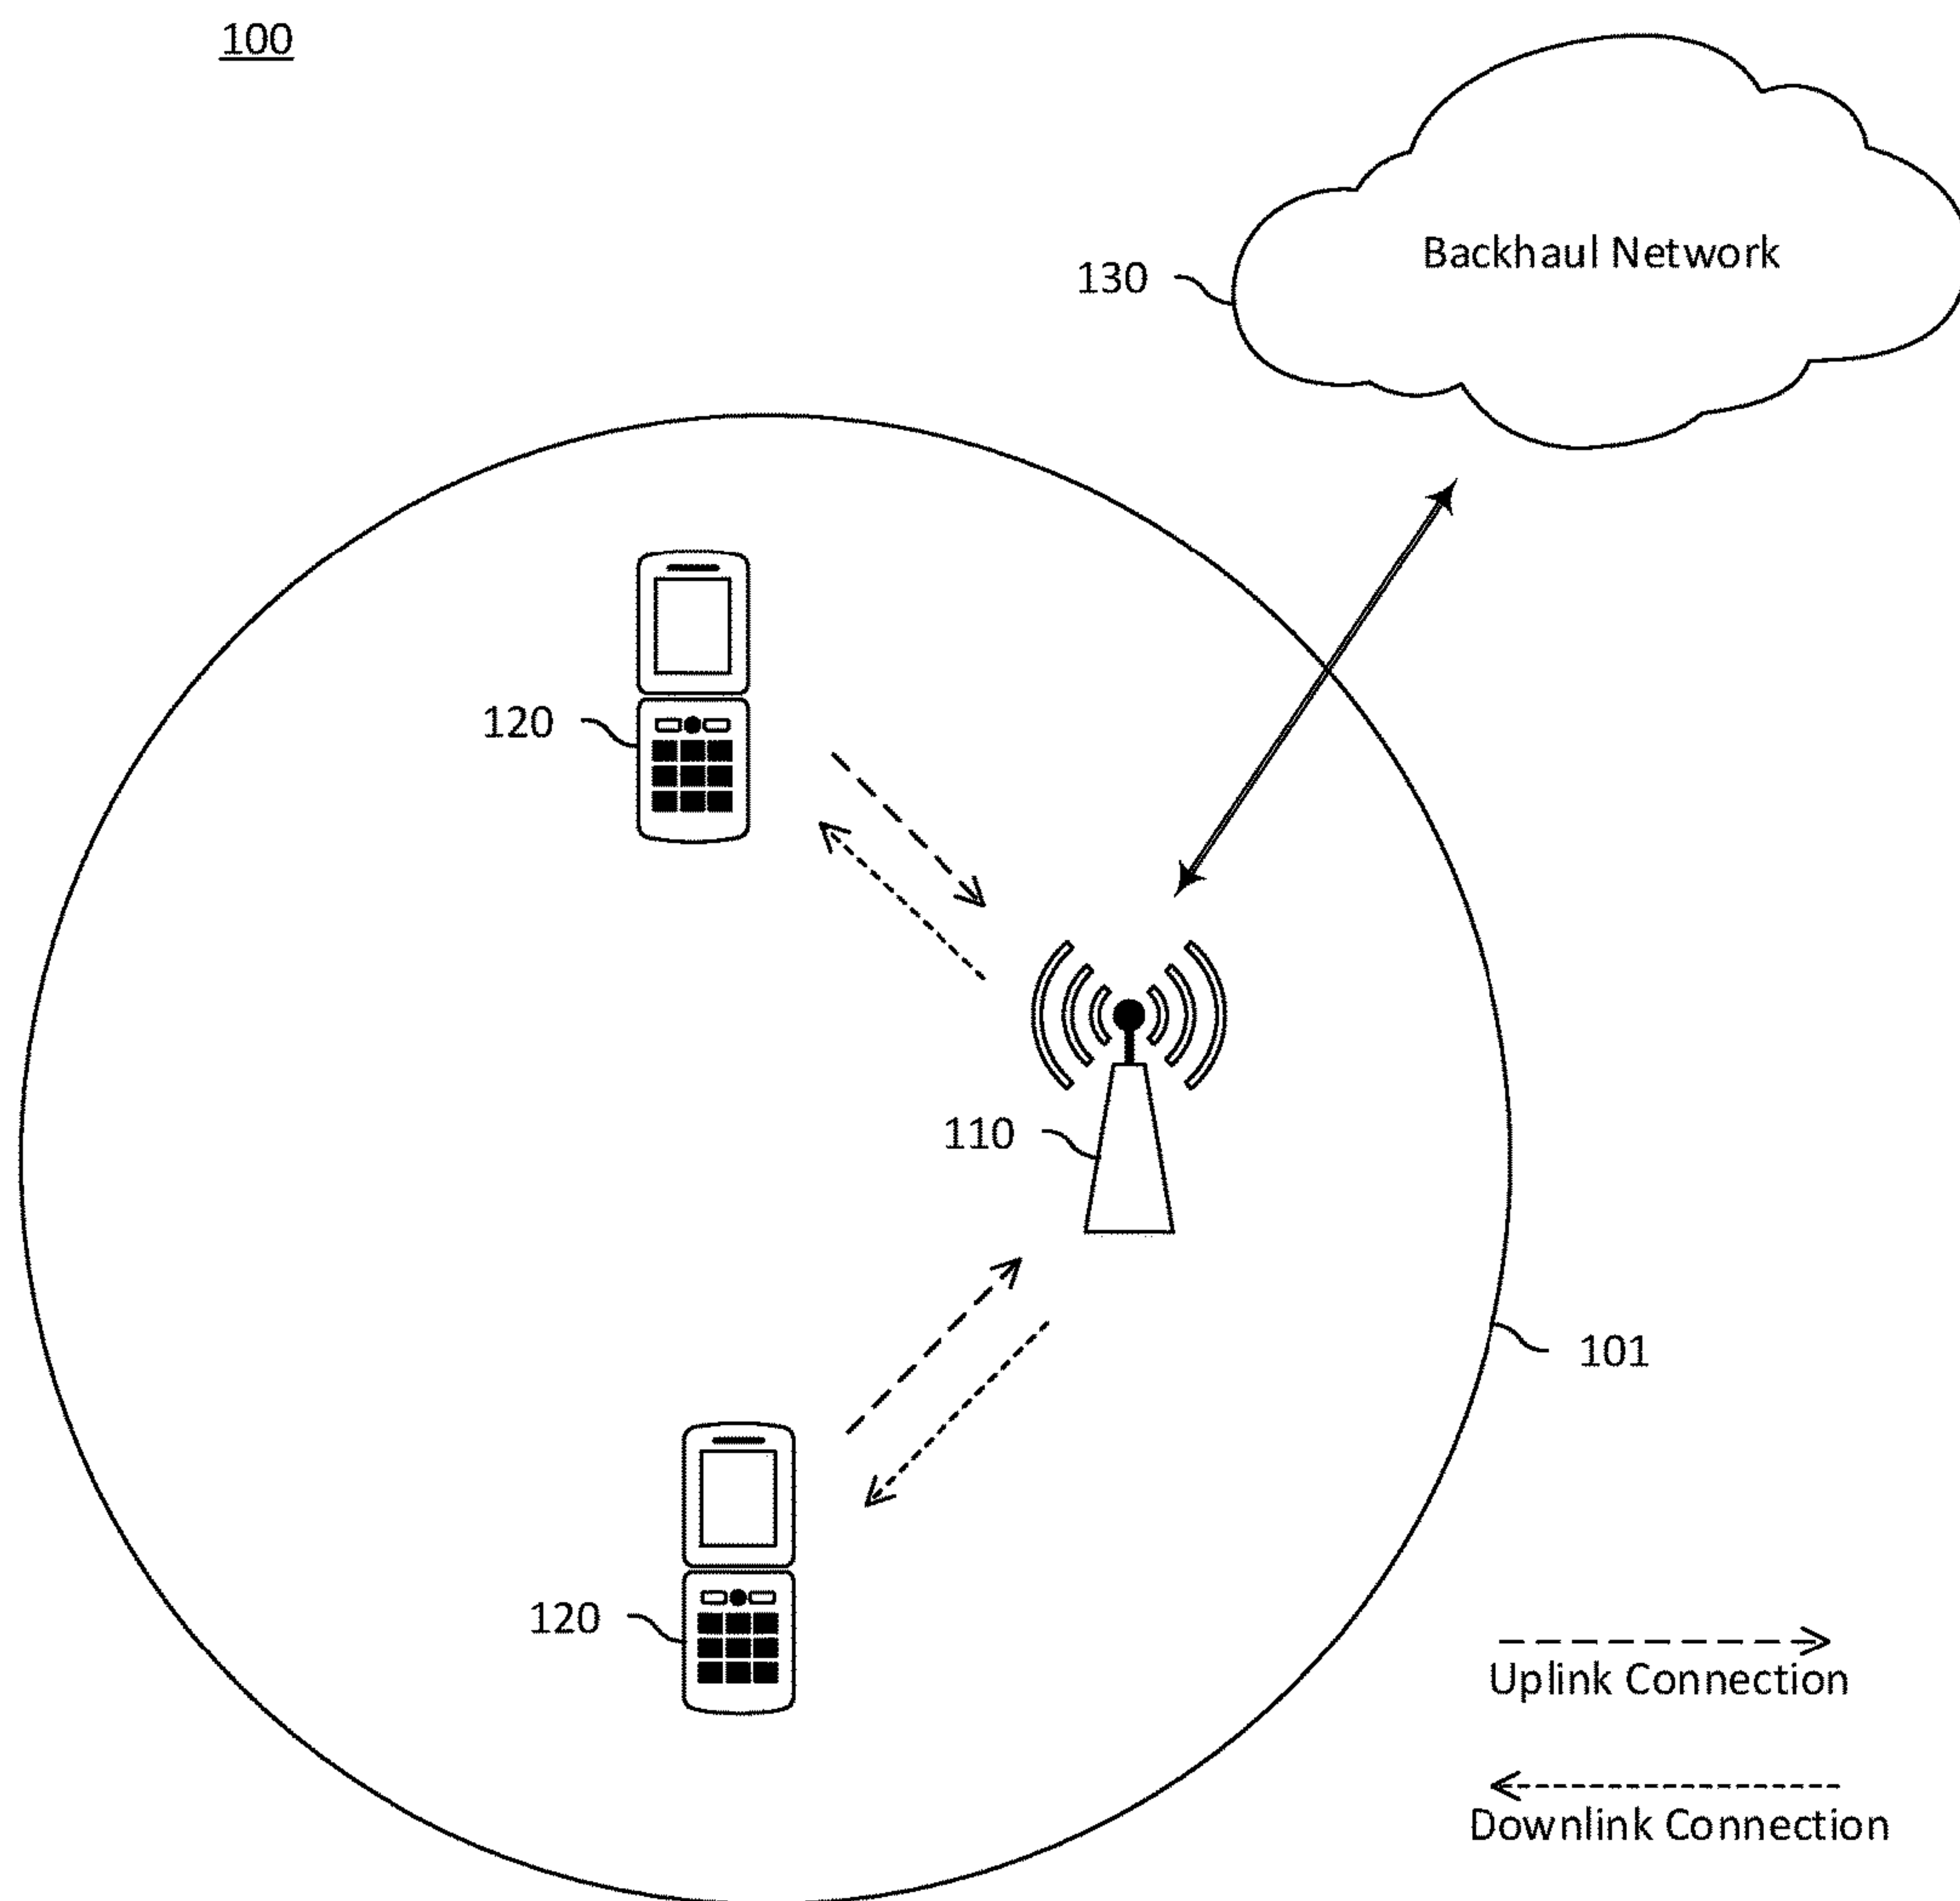 100
Backhaul Network
130
120
110
101
120
Uplink Connection
Downlink Connection